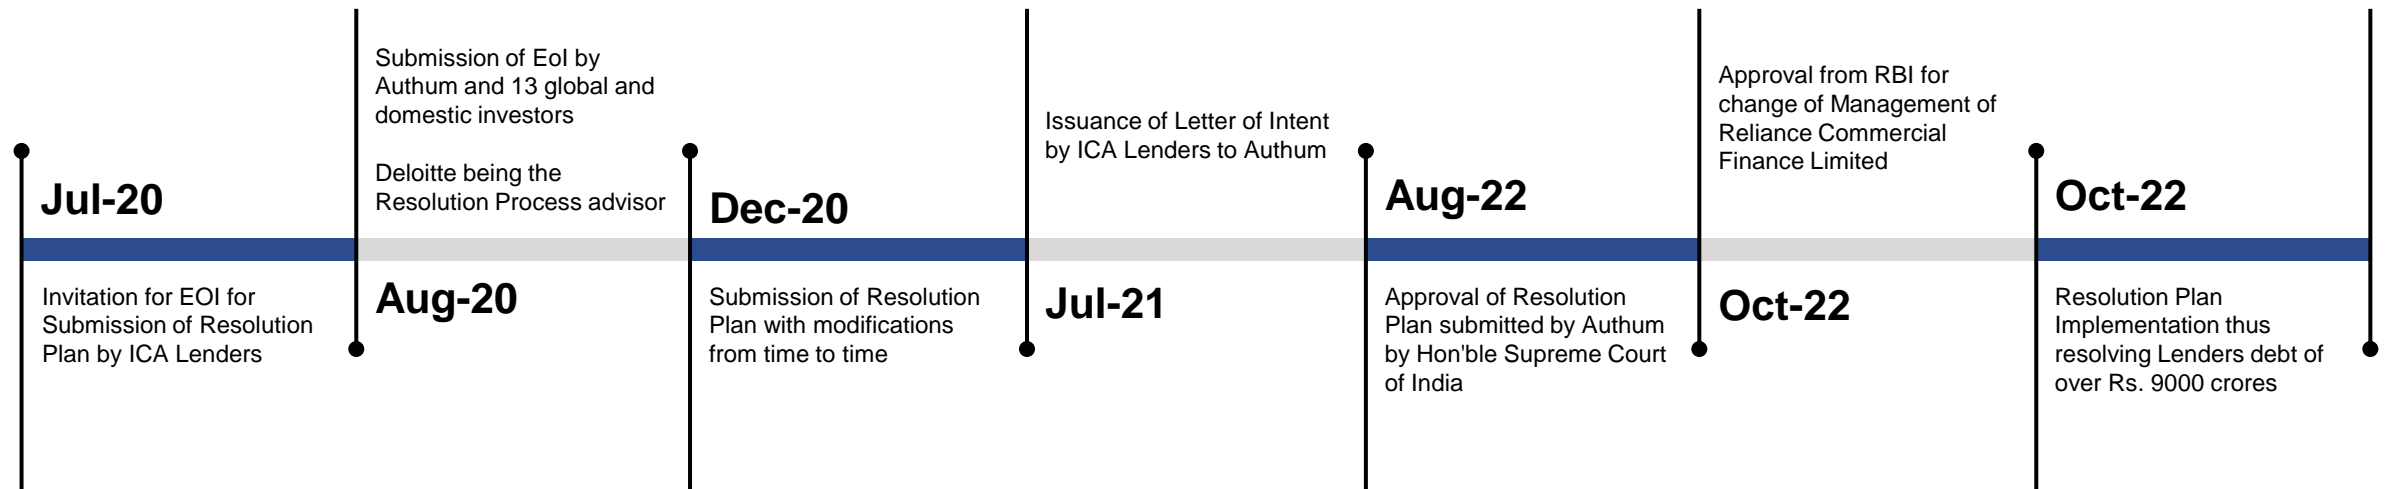 Jul-20
Invitation for EOI for
Submission of Resolution
Plan by ICA Lenders
Submission of EoI by
Authum and 13 global and
domestic investors
Deloitte being the
Resolution Process advisor
Aug-20
Dec-20
Submission of Resolution
Plan with modifications
from time to time
Issuance of Letter of Intent
by ICA Lenders to Authum
Jul-21
Aug-22
Approval of Resolution
Plan submitted by Authum
by Hon'ble Supreme Court
of India
Approval from RBI for
change of Management of
Reliance Commercial
Finance Limited
Oct-22
Oct-22
Resolution Plan
Implementation thus
resolving Lenders debt of
over Rs. 9000 crores